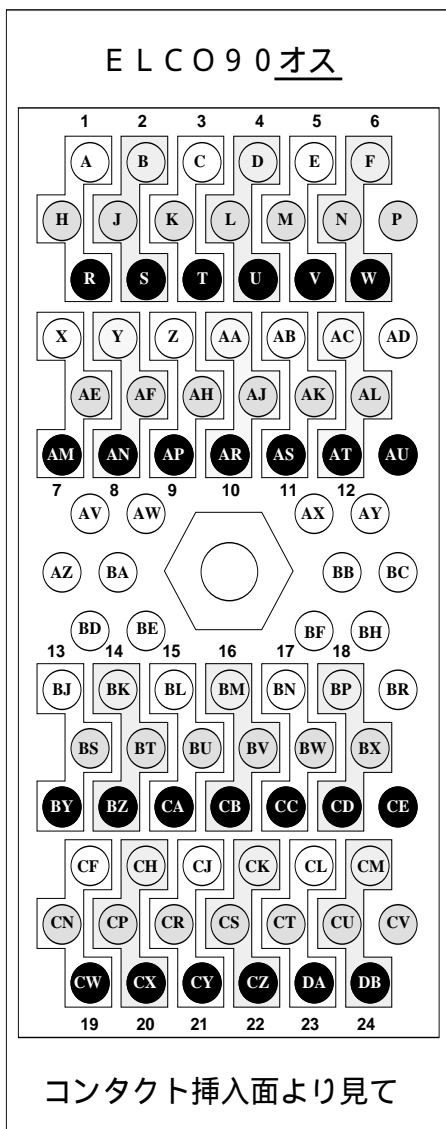 ＥＬＣＯ９０オス
1 2 3 4 5 6
A B C D E F
H J K L M N P
R S T U V W
X Y Z AA AB AC AD
AE AF AH AJ AK AL
AM AN AP AR AS AT AU
7 8 9 10 11 12
AV AW AX AY
AZ BA BB BC
BD BE BF BH
13 14 15 16 17 18
BJ BK BL BM BN BP BR
BS BT BU BV BW BX
BY BZ CA CB CC CD CE
CF CH CJ CK CL CM
CN CP CR CS CT CU CV
CW CX CY CZ DA DB
19 20 21 22 23 24
コンタクト挿入面より見て